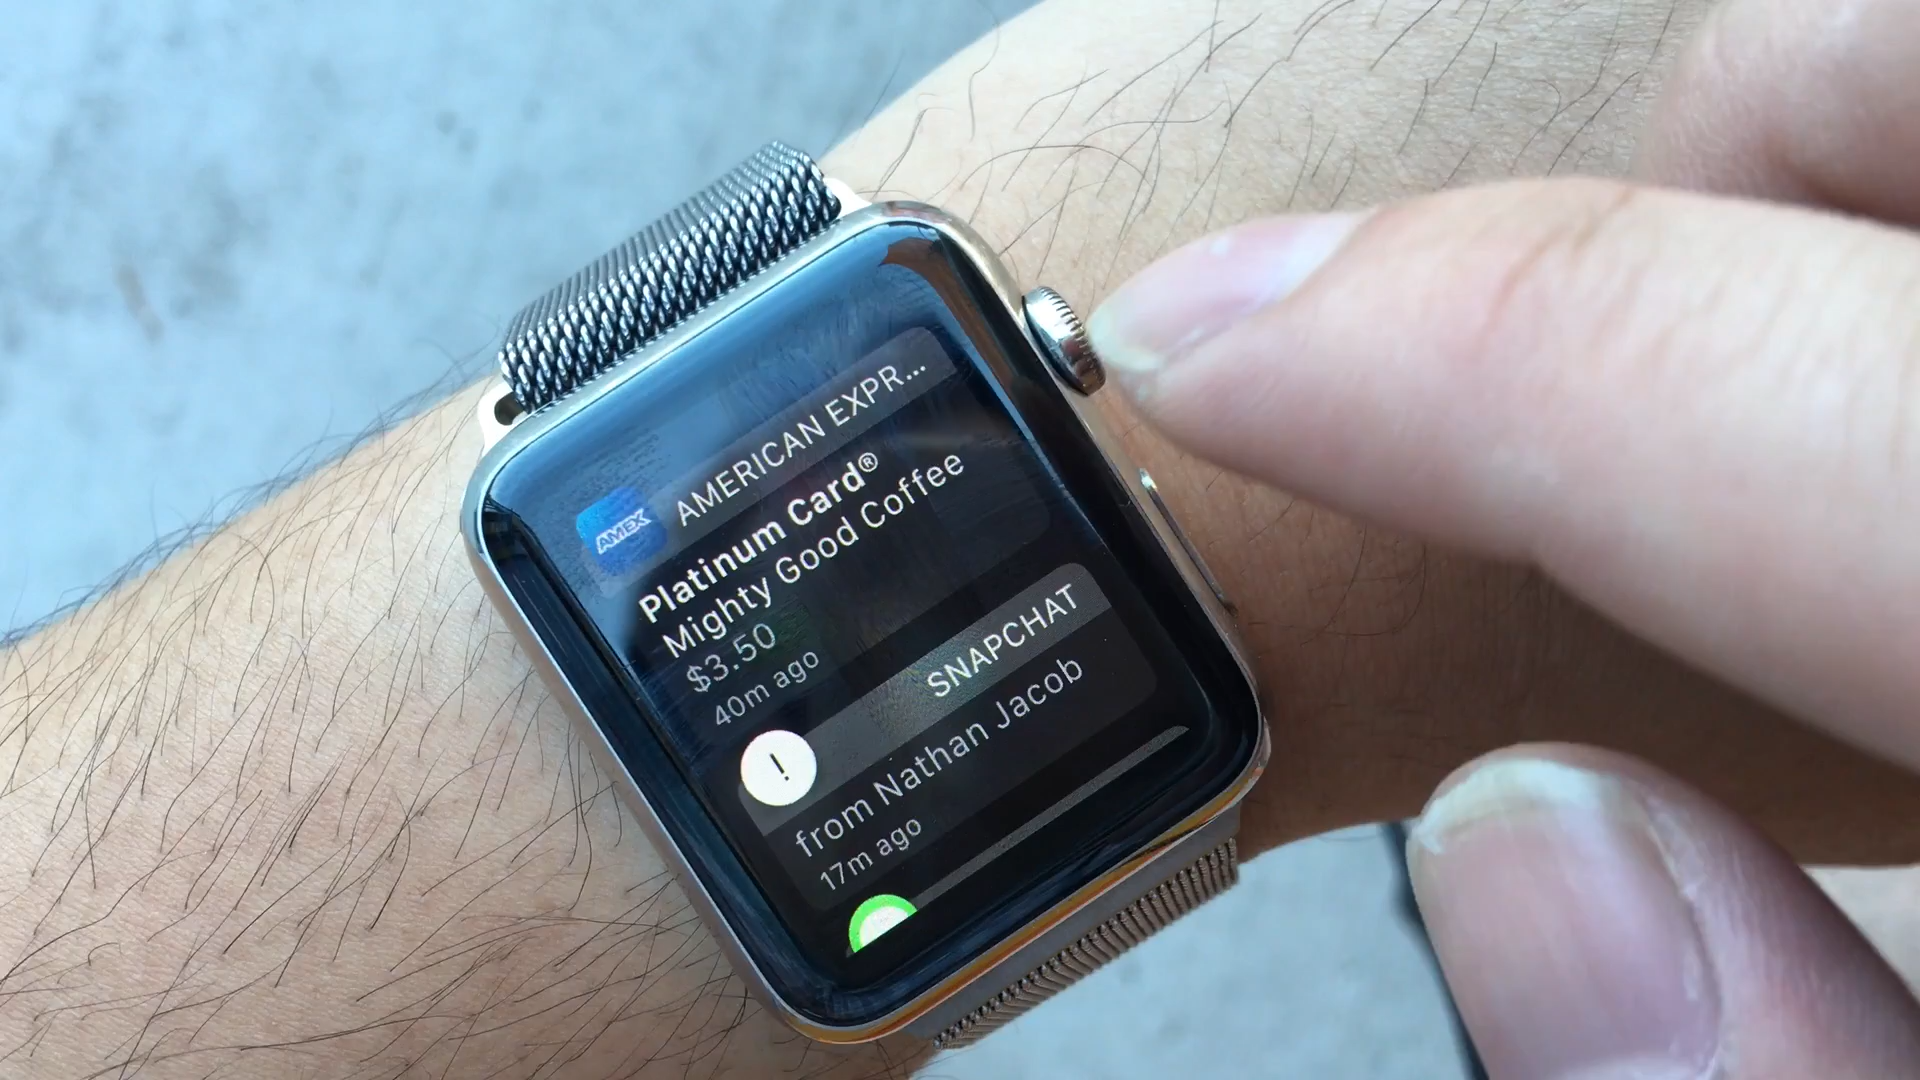 AMERICAN EXPR...
AMEX
Platinum Card®
Mighty Good Coffee
$3.50
40m ago
SNAPCHAT
!
from Nathan Jacob
17m ago